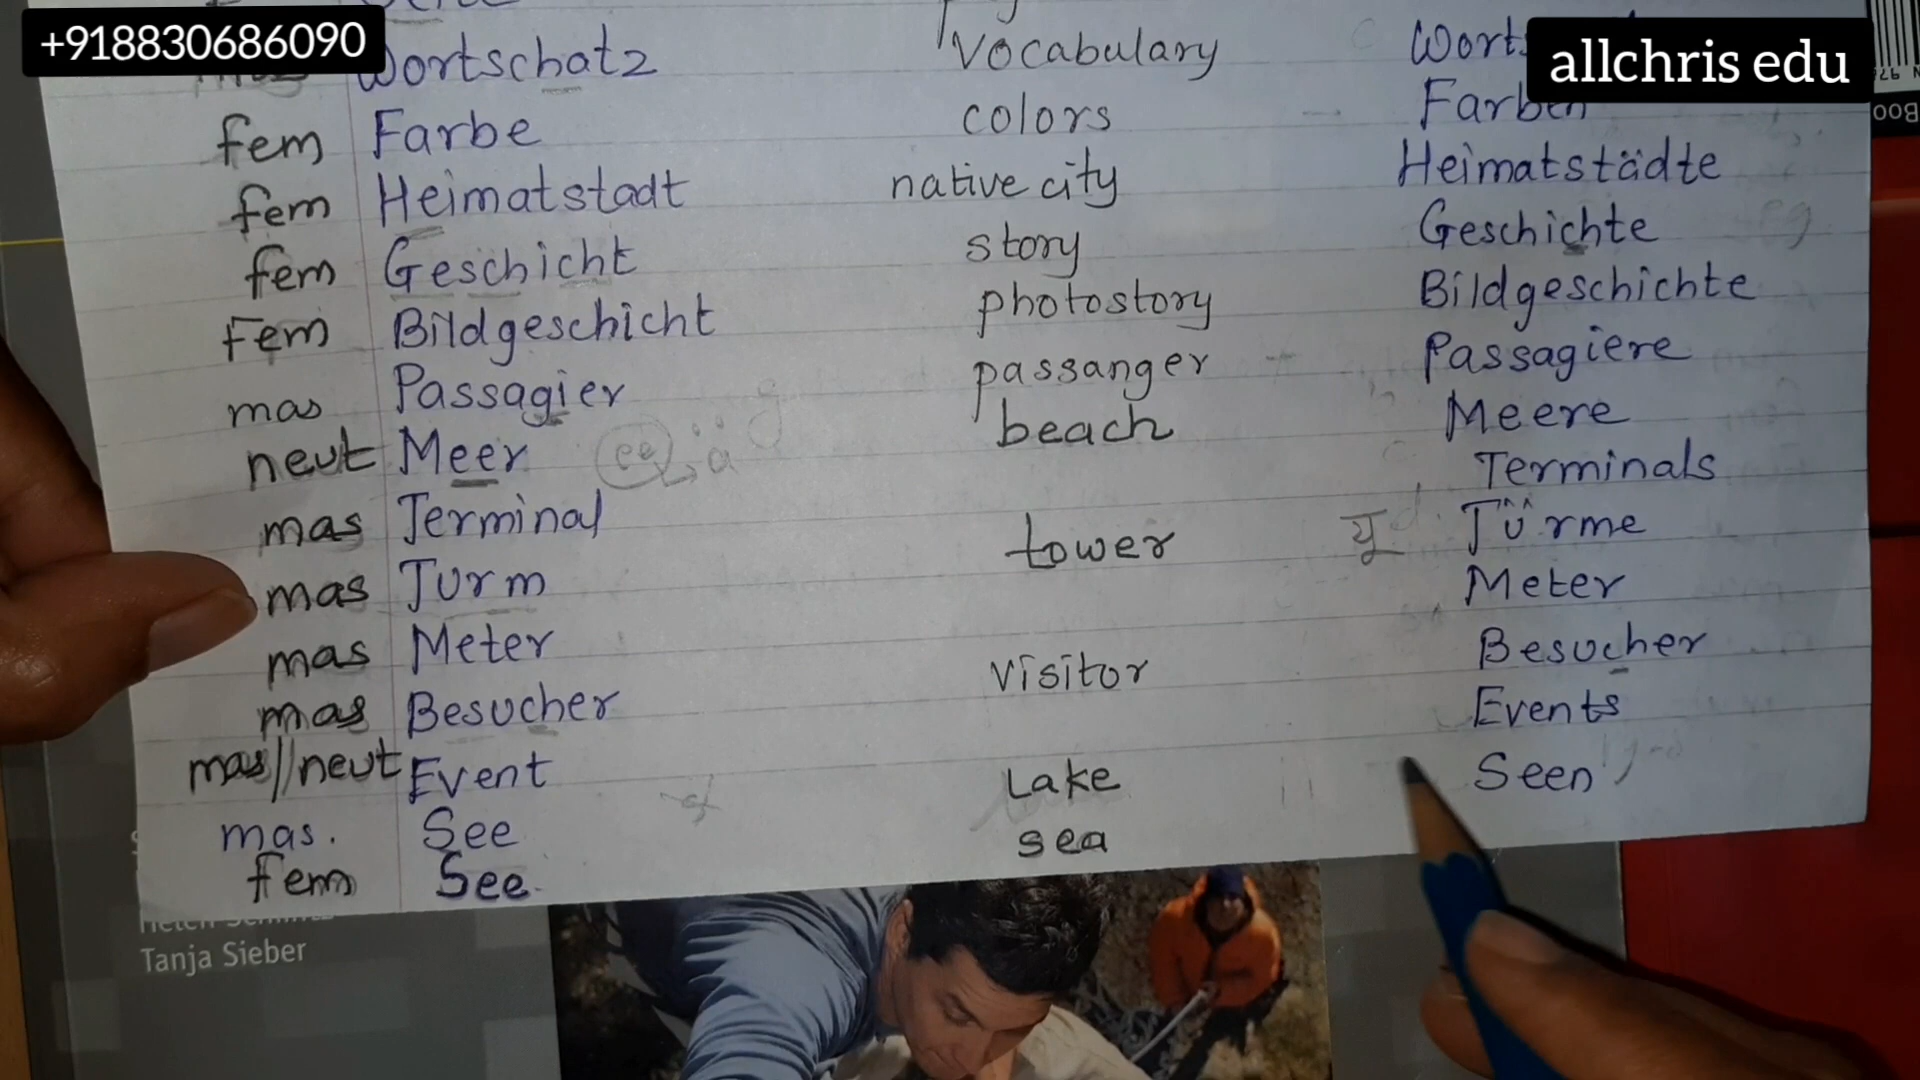 +918830686090
allchris edu
Wortschatz vocabulary
fem Farbe colors Farben
fem Heimatstadt native city Heimatstädte
fem Geschicht story Geschichte
Fem Bildgeschicht photostory Bildgeschichte
mas Passagier passanger Passagiere
neut Meer ee ä beach Meere
mas Terminal Terminals
mas Turm tower यू Türme
mas Meter Meter
mas Besucher visitor Besucher
mas//neut Event Events
mas. See Lake Seen
fem See. sea
Tanja Sieber